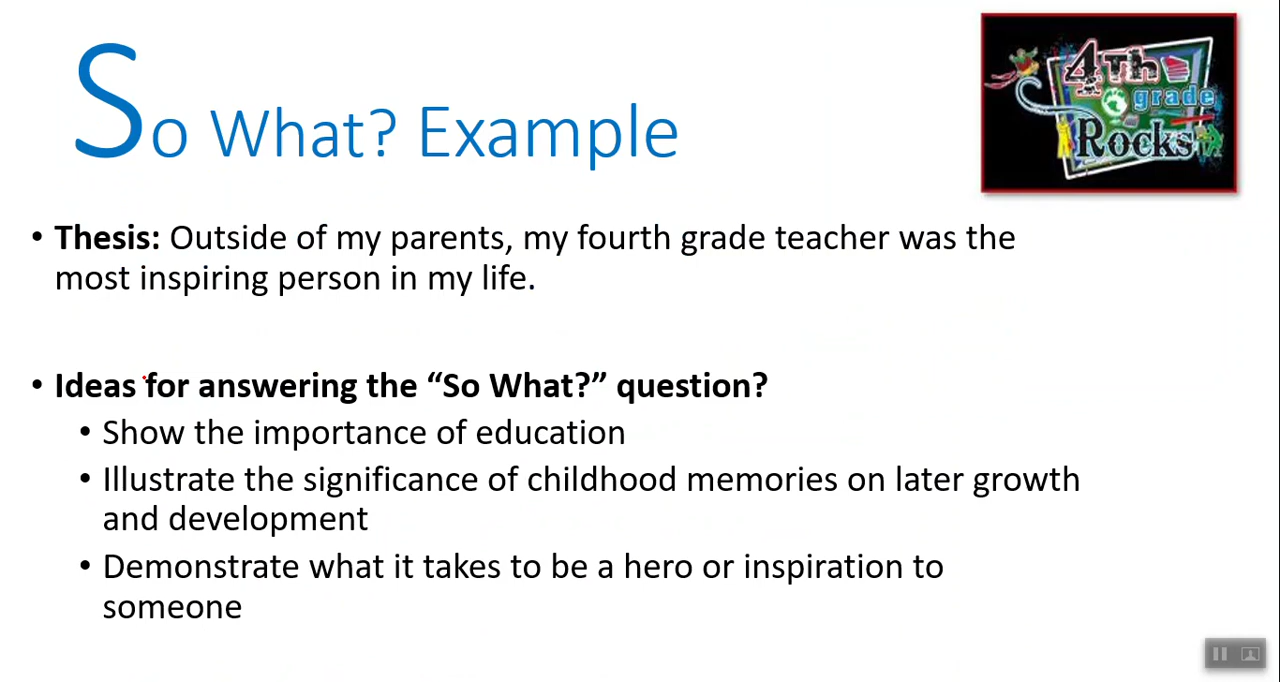 So What? Example
4Th
grade
Rocks
• Thesis: Outside of my parents, my fourth grade teacher was the
most inspiring person in my life.
• Ideas for answering the “So What?” question?
• Show the importance of education
• Illustrate the significance of childhood memories on later growth
and development
• Demonstrate what it takes to be a hero or inspiration to
someone